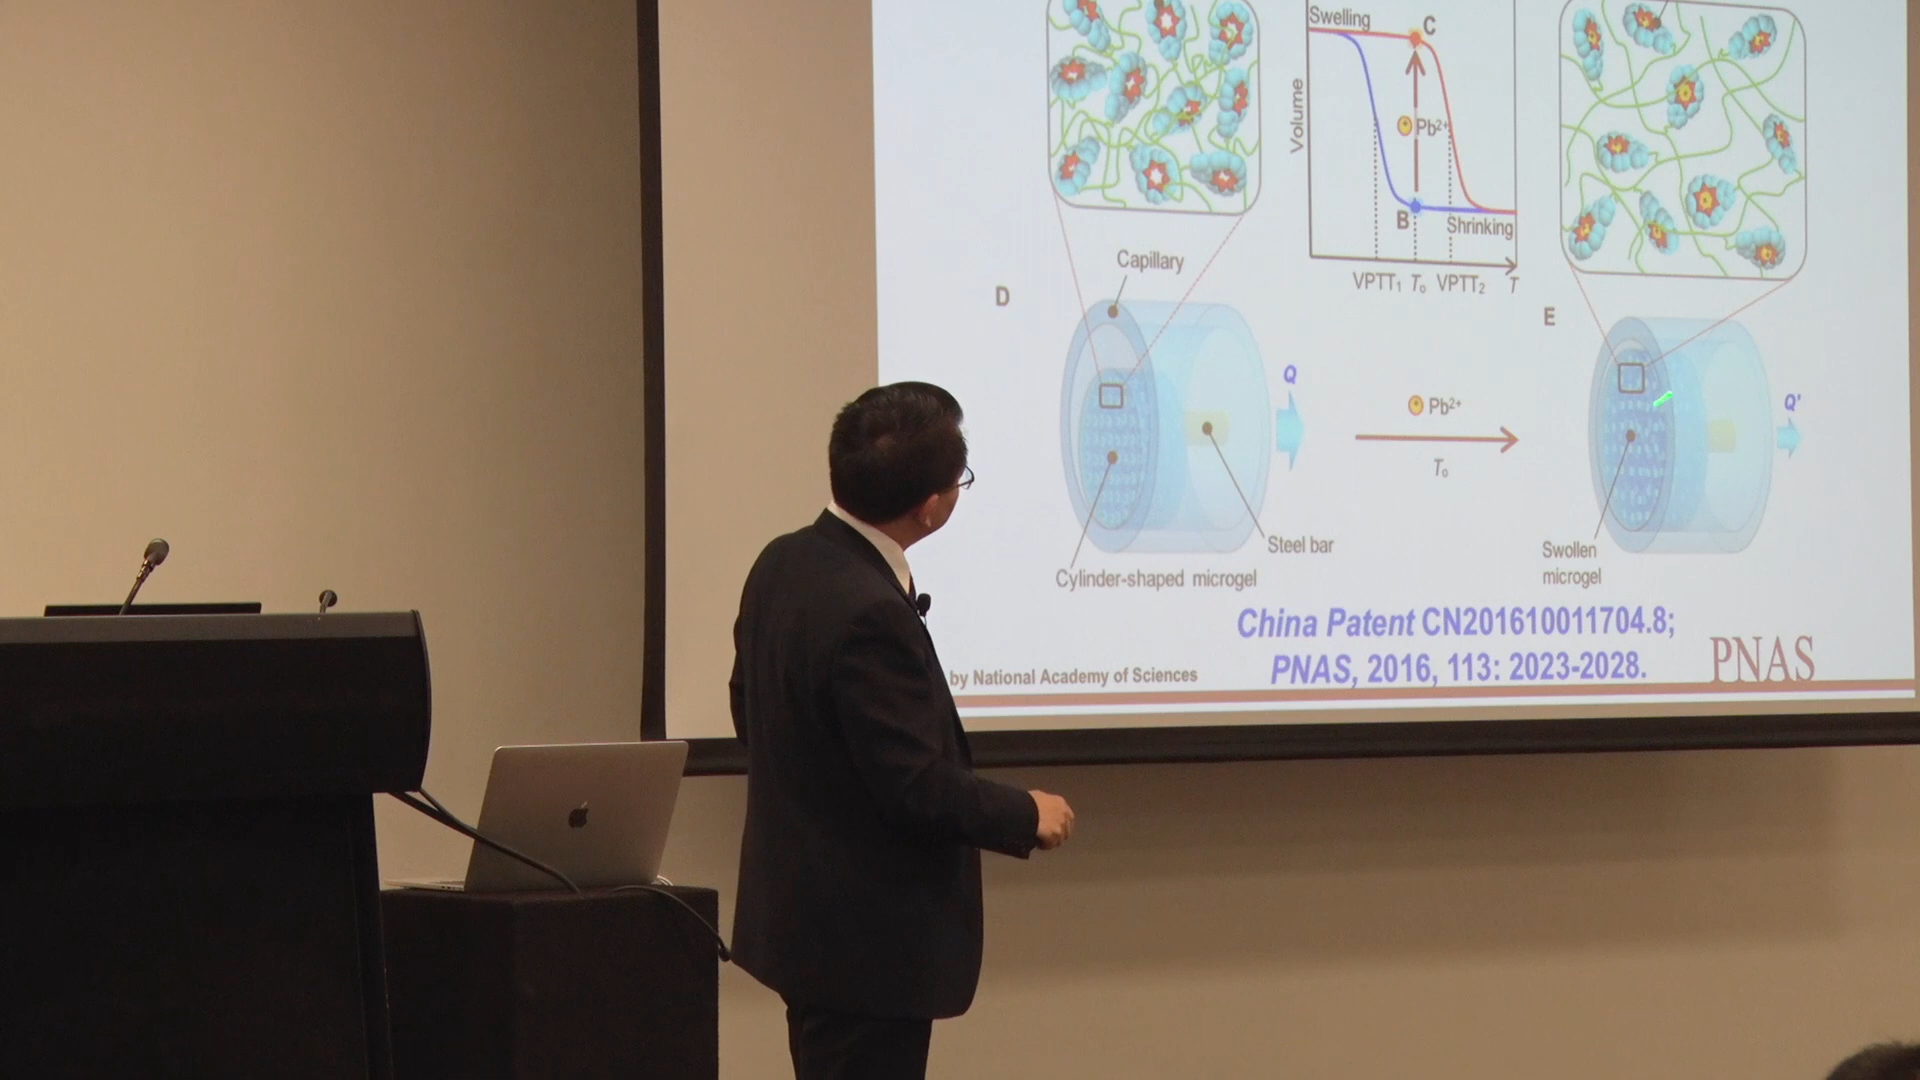 Swelling
C
Volume
Pb²⁺
B
Shrinking
VPTT₁ T₀ VPTT₂ T
Capillary
D
E
Q
Pb²⁺
T₀
Q'
Steel bar
Cylinder-shaped microgel
Swollen
microgel
China Patent CN201610011704.8;
PNAS, 2016, 113: 2023-2028.
by National Academy of Sciences
PNAS